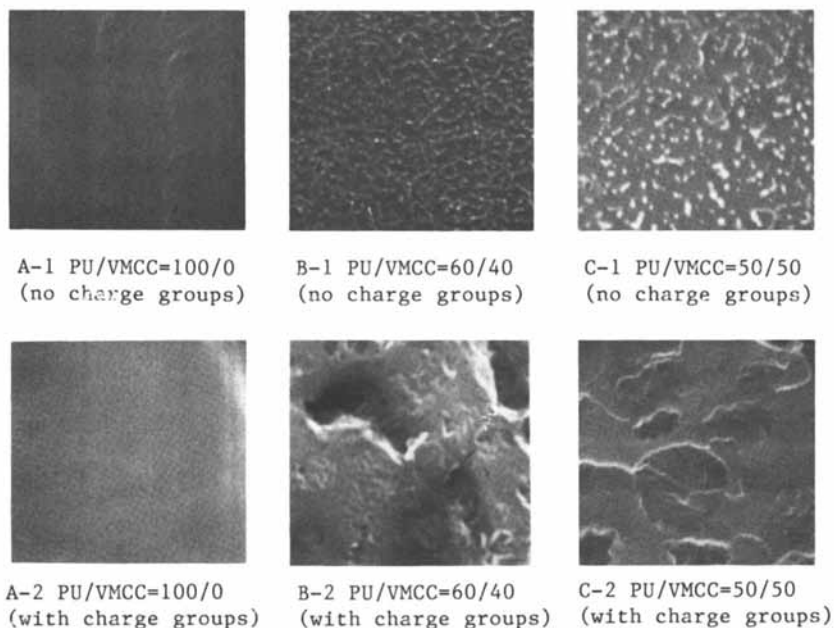 A-1 PU/VMCC=100/0
(no charge groups)
B-1 PU/VMCC=60/40
(no charge groups)
C-1 PU/VMCC=50/50
(no charge groups)
A-2 PU/VMCC=100/0
(with charge groups)
B-2 PU/VMCC=60/40
(with charge groups)
C-2 PU/VMCC=50/50
(with charge groups)